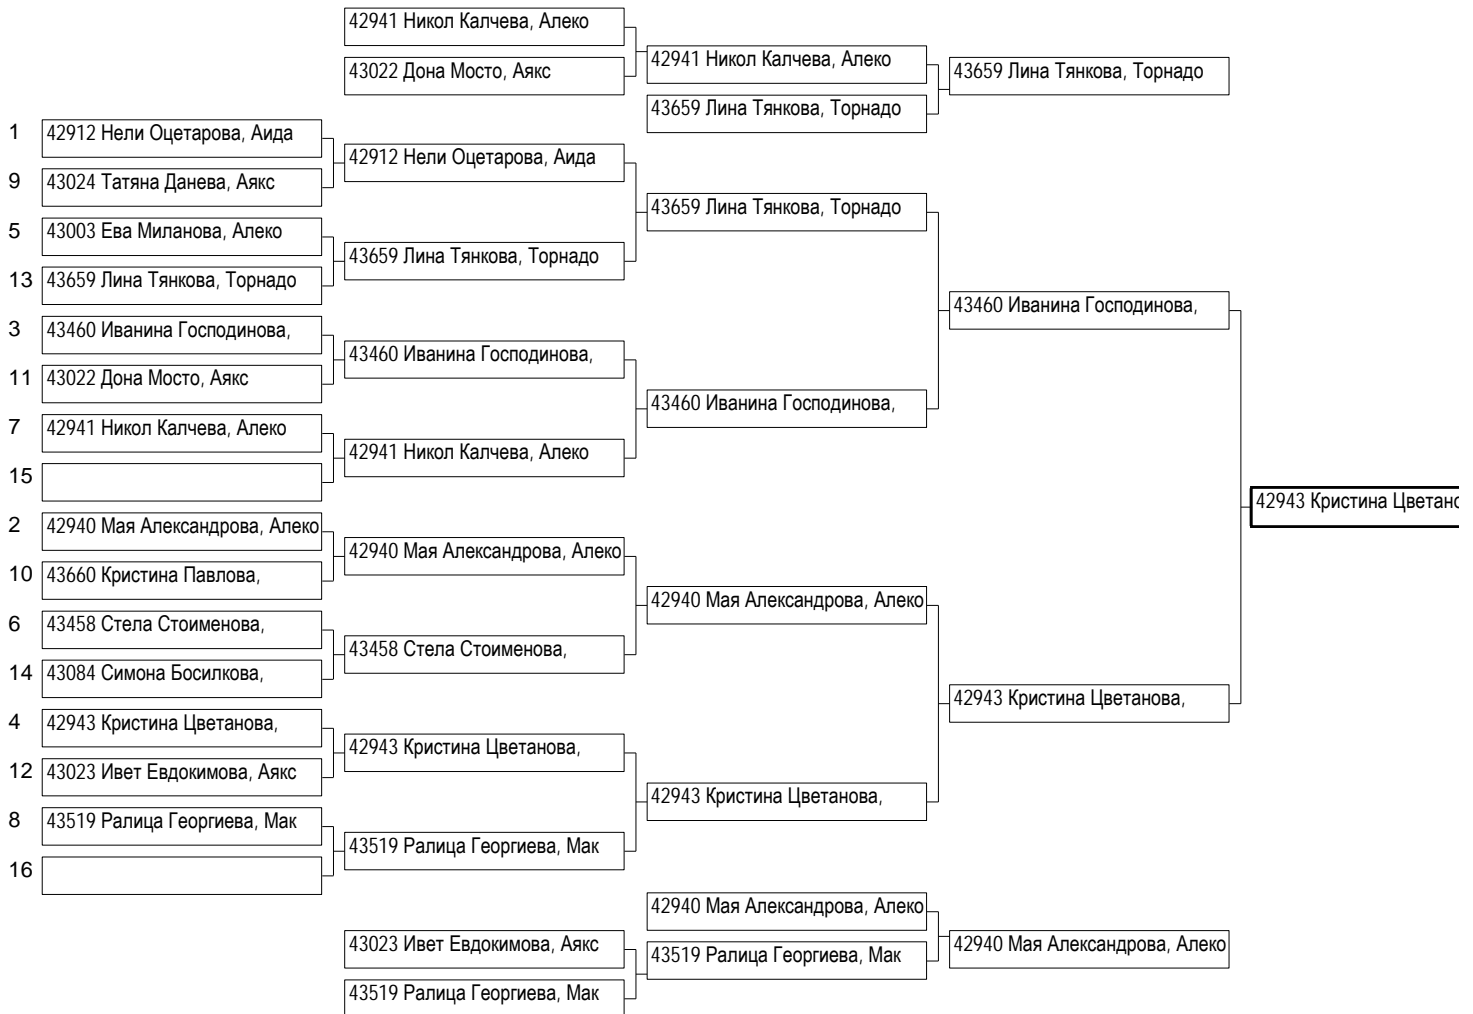 42941 Никол Калчева, Алеко
42941 Никол Калчева, Алеко
43022 Дона Мосто, Аякс
43659 Лина Тянкова, Торнадо
43659 Лина Тянкова, Торнадо
1 42912 Нели Оцетарова, Аида
42912 Нели Оцетарова, Аида
9 43024 Татяна Данева, Аякс
43659 Лина Тянкова, Торнадо
5 43003 Ева Миланова, Алеко
43659 Лина Тянкова, Торнадо
13 43659 Лина Тянкова, Торнадо
43460 Иванина Господинова,
3 43460 Иванина Господинова,
43460 Иванина Господинова,
11 43022 Дона Мосто, Аякс
43460 Иванина Господинова,
7 42941 Никол Калчева, Алеко
42941 Никол Калчева, Алеко
15
42943 Кристина Цветано
2 42940 Мая Александрова, Алеко
42940 Мая Александрова, Алеко
10 43660 Кристина Павлова,
42940 Мая Александрова, Алеко
6 43458 Стела Стоименова,
43458 Стела Стоименова,
14 43084 Симона Босилкова,
42943 Кристина Цветанова,
4 42943 Кристина Цветанова,
42943 Кристина Цветанова,
12 43023 Ивет Евдокимова, Аякс
42943 Кристина Цветанова,
8 43519 Ралица Георгиева, Мак
43519 Ралица Георгиева, Мак
16
42940 Мая Александрова, Алеко
43023 Ивет Евдокимова, Аякс
42940 Мая Александрова, Алеко
43519 Ралица Георгиева, Мак
43519 Ралица Георгиева, Мак